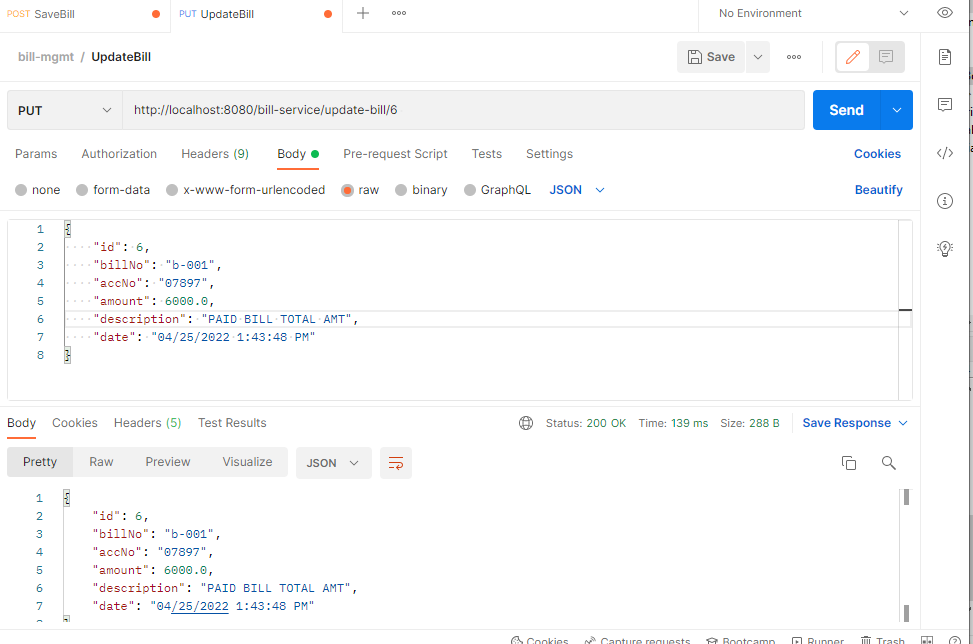 POST SaveBill PUT UpdateBill No Environment
bill-mgmt / UpdateBill Save
PUT http://localhost:8080/bill-service/update-bill/6 Send
Params Authorization Headers (9) Body Pre-request Script Tests Settings Cookies
none form-data x-www-form-urlencoded raw binary GraphQL JSON Beautify
1 {
2 "id": 6,
3 "billNo": "b-001",
4 "accNo": "07897",
5 "amount": 6000.0,
6 "description": "PAID BILL TOTAL AMT",
7 "date": "04/25/2022 1:43:48 PM"
8 }
Body Cookies Headers (5) Test Results Status: 200 OK Time: 139 ms Size: 288 B Save Response
Pretty Raw Preview Visualize JSON
1 {
2 "id": 6,
3 "billNo": "b-001",
4 "accNo": "07897",
5 "amount": 6000.0,
6 "description": "PAID BILL TOTAL AMT",
7 "date": "04/25/2022 1:43:48 PM"
8 }
Cookies Capture requests Bootcamp Runner Trash